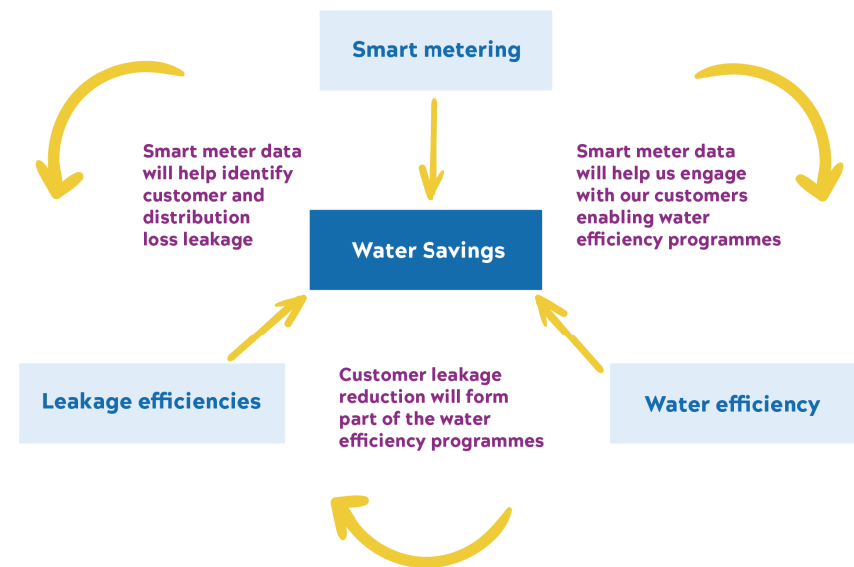 Smart metering
Smart meter data
will help identify
customer and
distribution
loss leakage
Smart meter data
will help us engage
with our customers
enabling water
efficiency programmes
Water Savings
Leakage efficiencies
Customer leakage
reduction will form
part of the water
efficiency programmes
Water efficiency